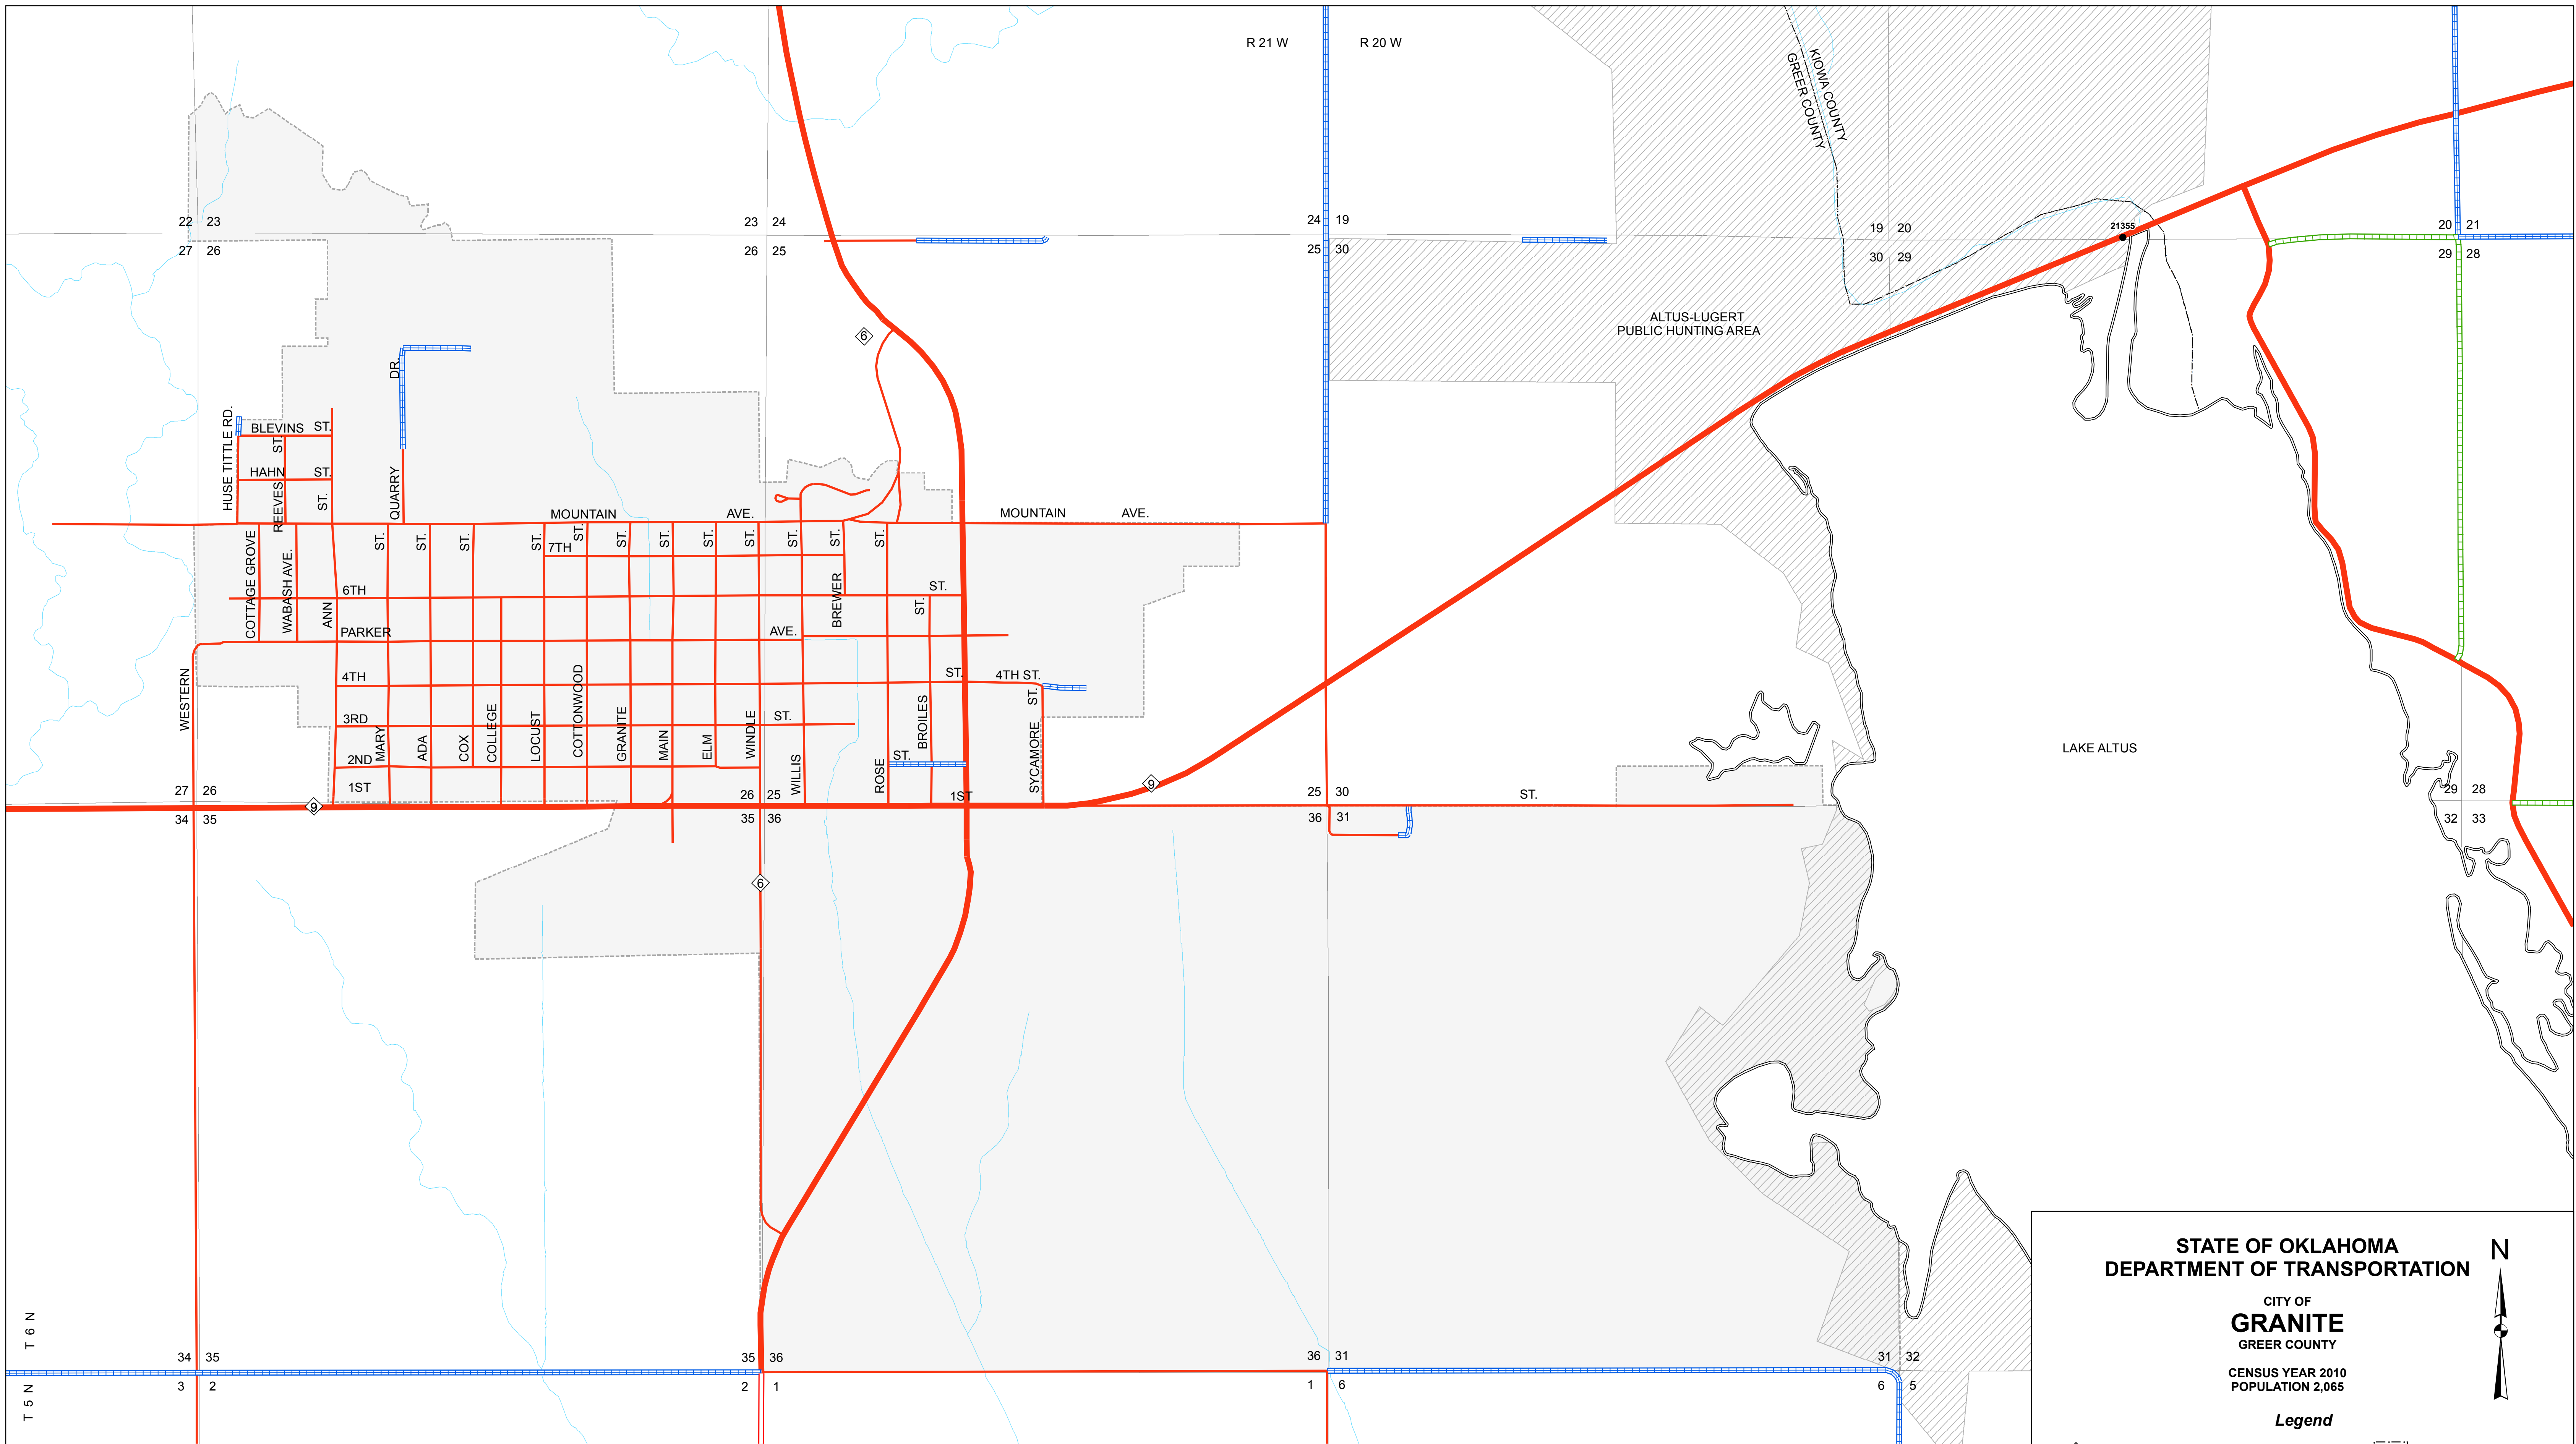 R 21 W
R 20 W
KIOWA COUNTY
GREER COUNTY
22 23
23 24
24 19
19 20
21355
20 21
27 26
26 25
25 30
30 29
29 28
ALTUS-LUGERT
PUBLIC HUNTING AREA
6
DR.
HUSE TITTLE RD.
BLEVINS ST.
ST.
HAHN ST.
REEVES
ST.
QUARRY
MOUNTAIN AVE.
MOUNTAIN AVE.
ST.
ST.
ST.
ST.
ST.
ST.
ST.
ST.
ST.
ST.
ST.
ST.
7TH
COTTAGE GROVE
WABASH AVE.
ANN
6TH ST.
BREWER
ST.
PARKER AVE.
4TH ST.
4TH ST.
WESTERN
3RD ST.
MARY
ADA
COX
COLLEGE
LOCUST
COTTONWOOD
GRANITE
MAIN
ELM
WINDLE
WILLIS
ROSE
BROILES
SYCAMORE
ST.
2ND ST.
1ST 1ST ST.
9
9
LAKE ALTUS
27 26
26 25
25 30
29 28
34 35
35 36
36 31
32 33
6
T 6 N
T 5 N
34 35
35 36
36 31
31 32
3 2
2 1
1 6
6 5
STATE OF OKLAHOMA
DEPARTMENT OF TRANSPORTATION
N
CITY OF
GRANITE
GREER COUNTY
CENSUS YEAR 2010
POPULATION 2,065
Legend